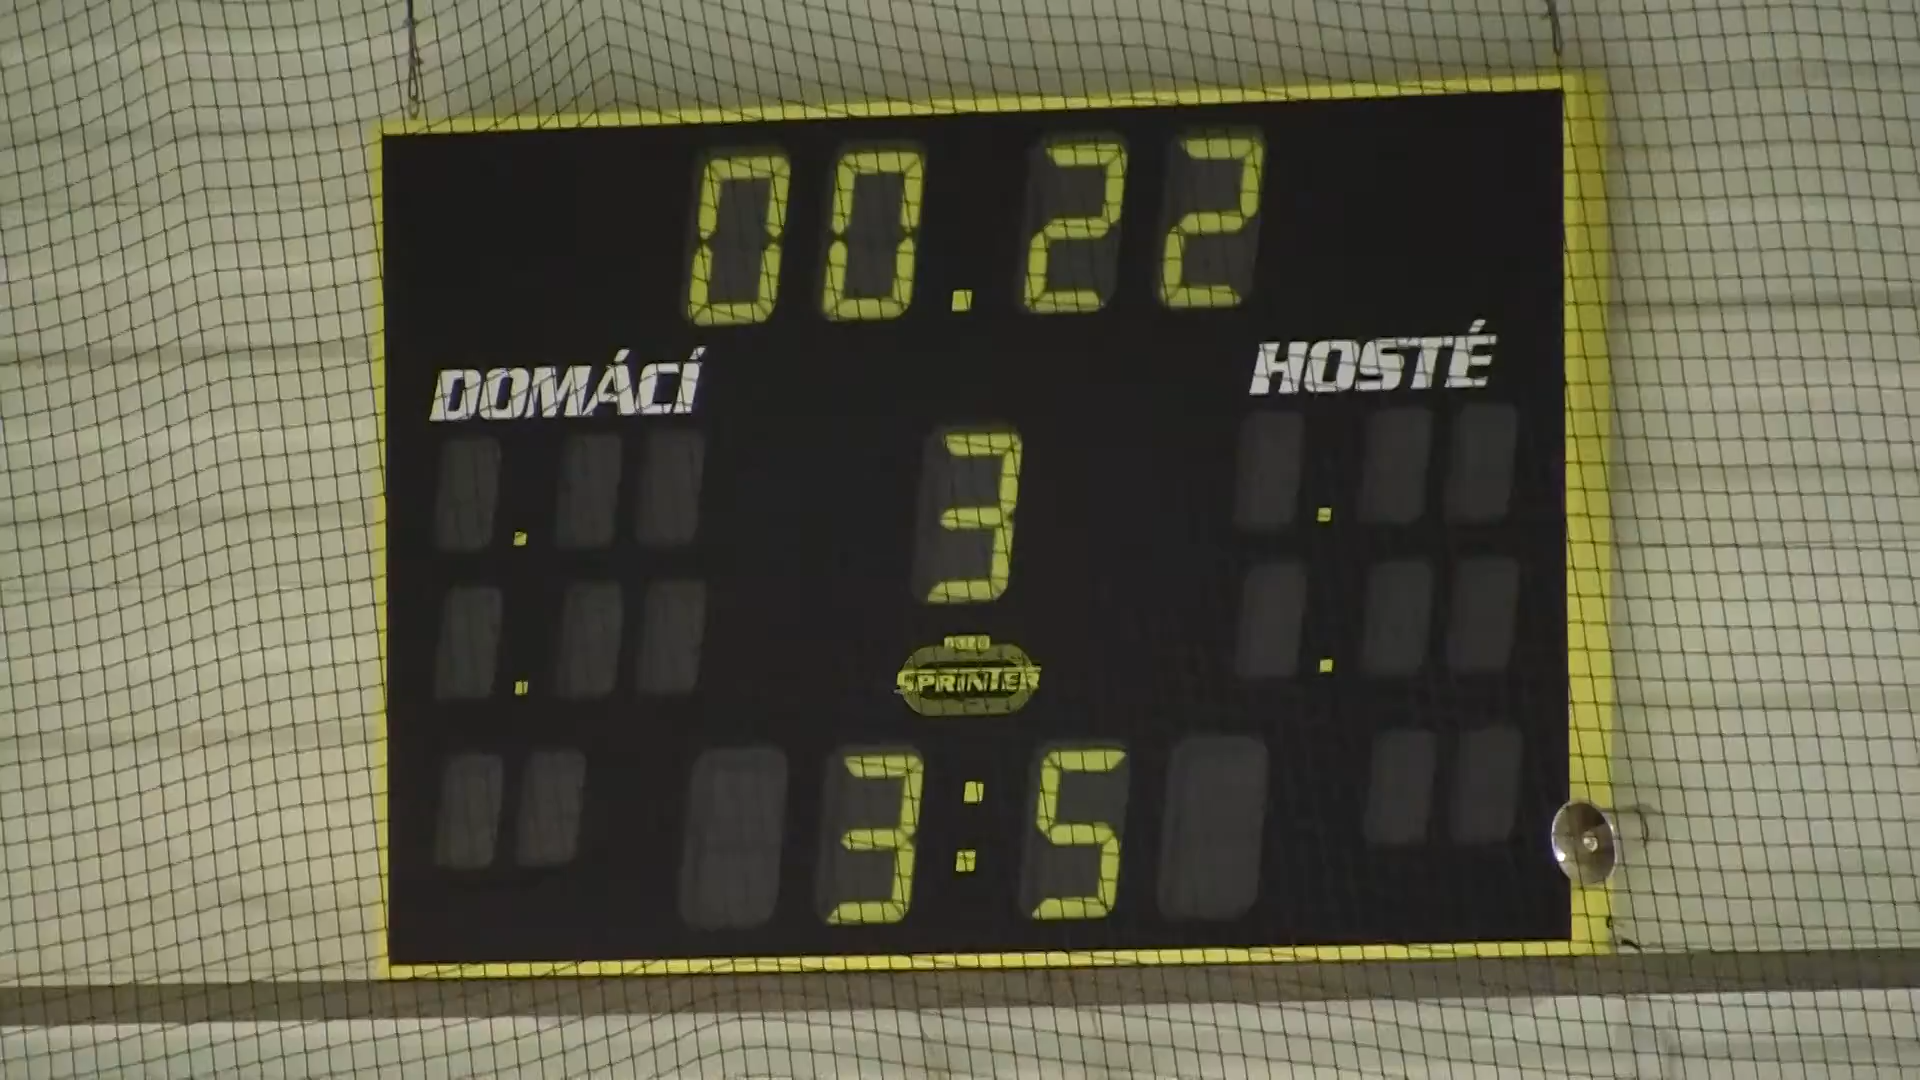 00.22
DOMÁCÍ
HOSTÉ
3
SPRINTER
3:5